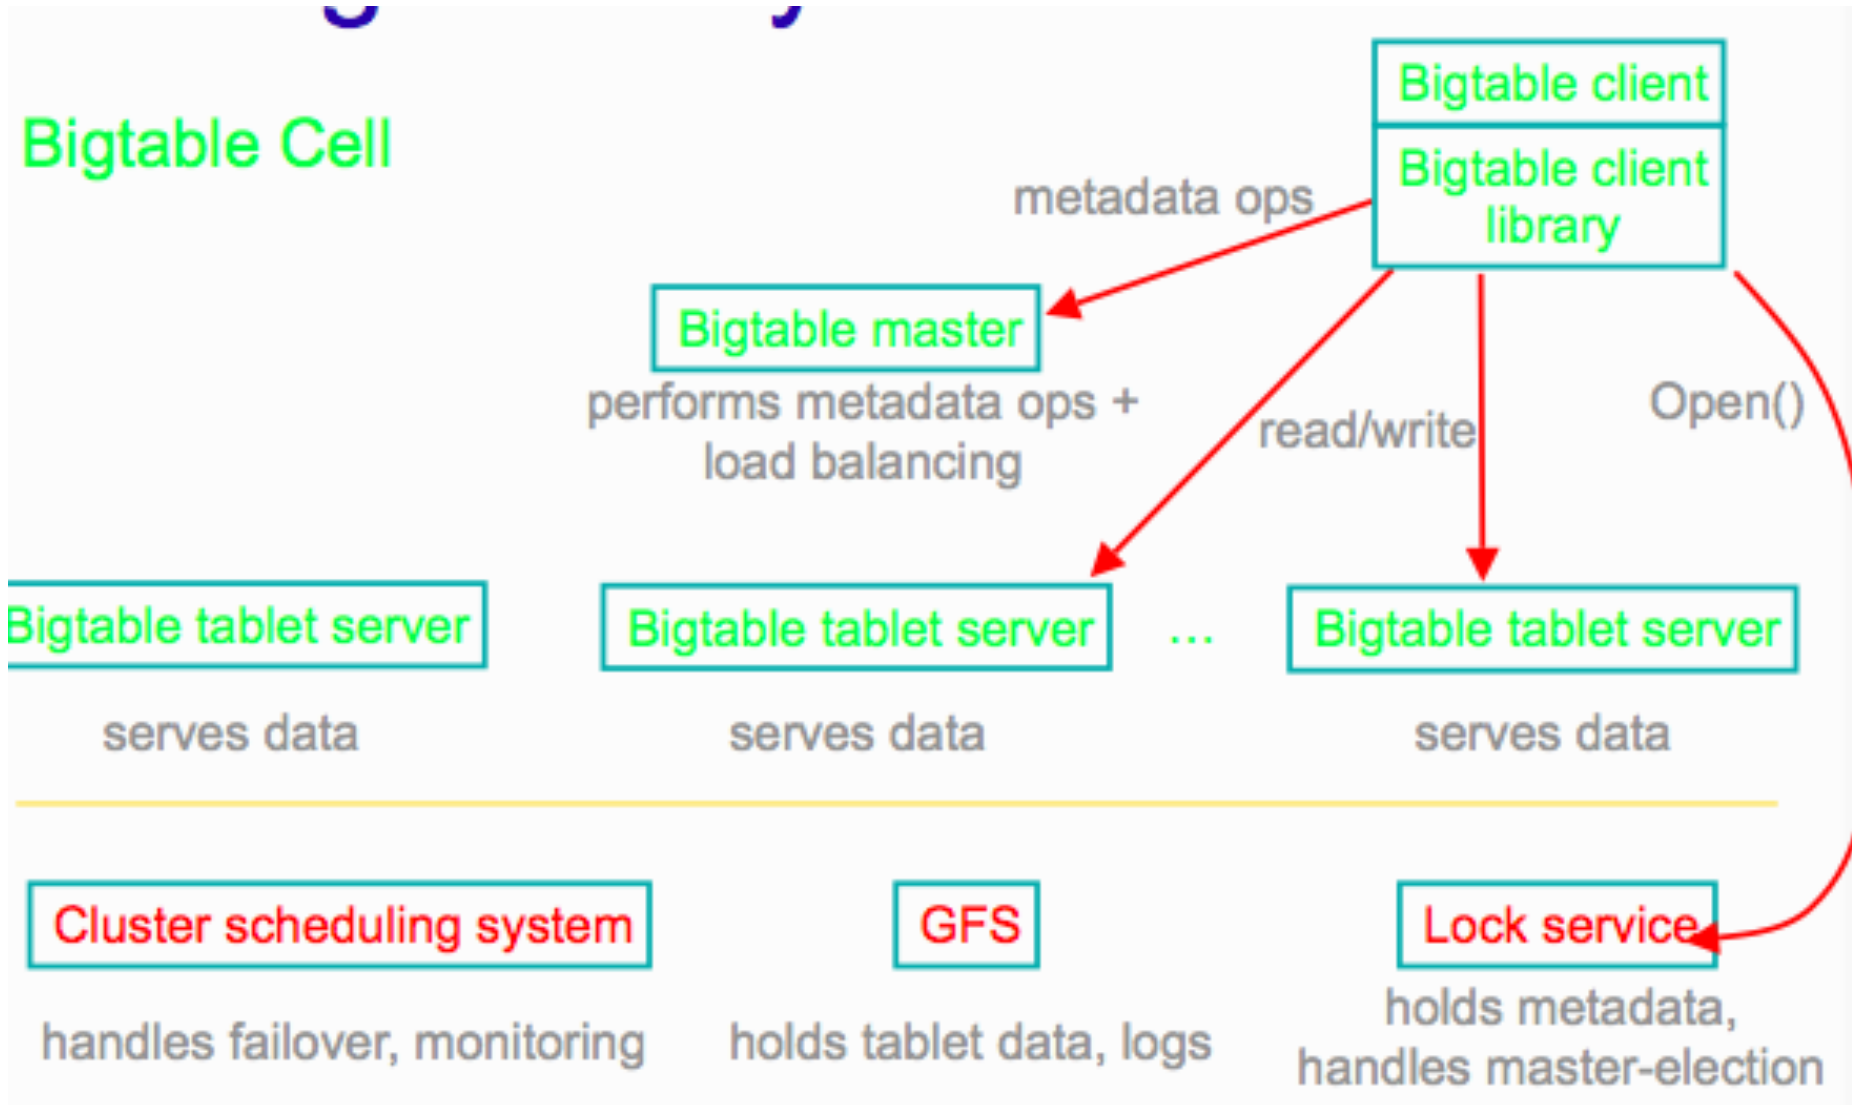 Bigtable client
Bigtable Cell
Bigtable client
library
metadata ops
Bigtable master
performs metadata ops +
load balancing
read/write
Open()
Bigtable tablet server
Bigtable tablet server
...
Bigtable tablet server
serves data
serves data
serves data
Cluster scheduling system
GFS
Lock service
handles failover, monitoring
holds tablet data, logs
holds metadata,
handles master-election